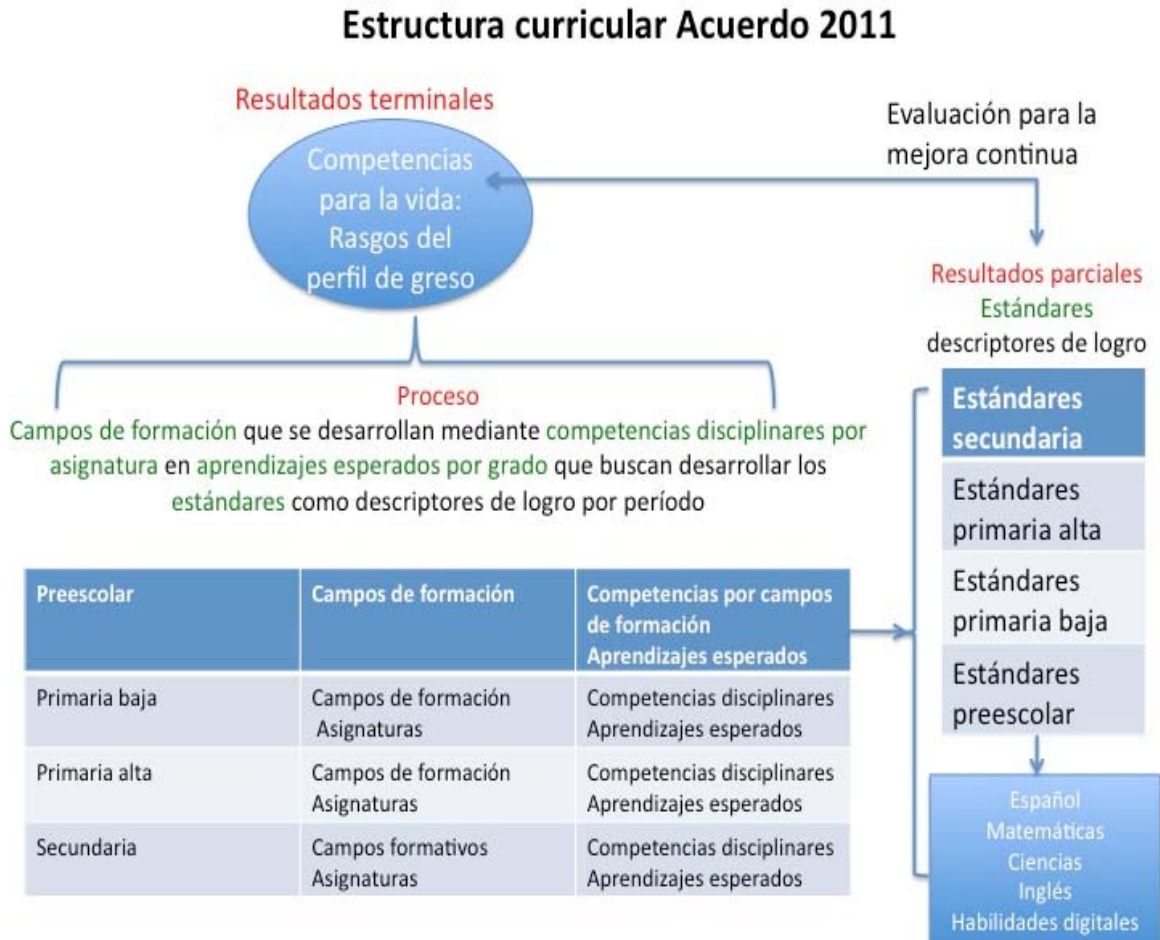 Estructura curricular Acuerdo 2011
Resultados terminales
Competencias
para la vida:
Rasgos del
perfil de greso
Evaluación para la
mejora continua
Resultados parciales
Estándares
descriptores de logro
Proceso
Campos de formación que se desarrollan mediante competencias disciplinares por
asignatura en aprendizajes esperados por grado que buscan desarrollar los
estándares como descriptores de logro por período
Preescolar
Campos de formación
Competencias por campos
de formación
Aprendizajes esperados
Primaria baja
Campos de formación
Asignaturas
Competencias disciplinares
Aprendizajes esperados
Primaria alta
Campos de formación
Asignaturas
Competencias disciplinares
Aprendizajes esperados
Secundaria
Campos formativos
Asignaturas
Competencias disciplinares
Aprendizajes esperados
Estándares
secundaria
Estándares
primaria alta
Estándares
primaria baja
Estándares
preescolar
Español
Matemáticas
Ciencias
Inglés
Habilidades digitales